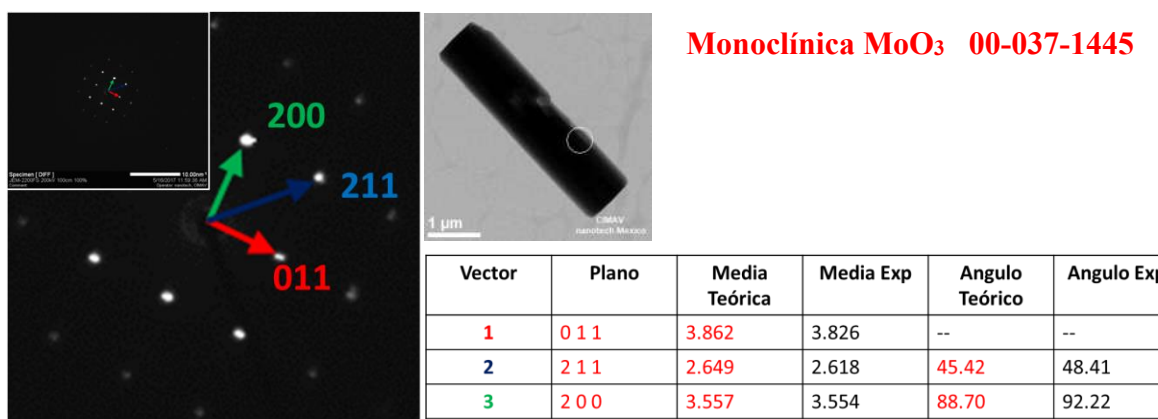 Monoclínica MoO₃ 00-037-1445
200
211
011
Specimen [ DIFF ]
10.00nm⁻¹
1 µm
CIMAV
nanotech Mexico
Vector Plano Media Teórica Media Exp Angulo Teórico Angulo Exp
1 0 1 1 3.862 3.826 -- --
2 2 1 1 2.649 2.618 45.42 48.41
3 2 0 0 3.557 3.554 88.70 92.22